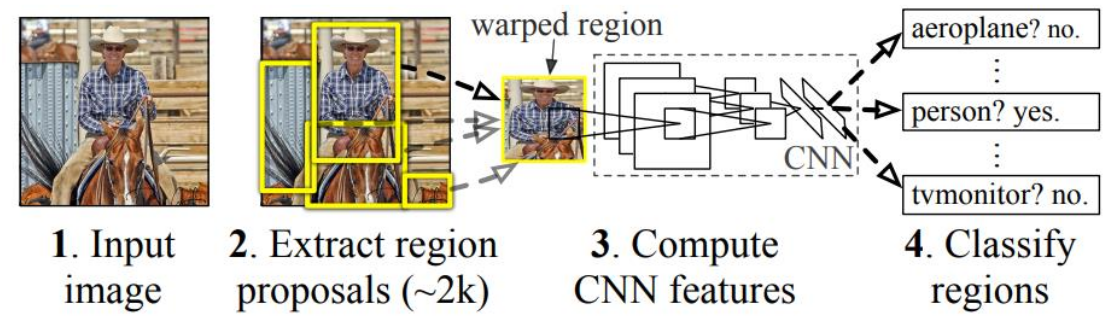 warped region
aeroplane? no.
⋮
person? yes.
⋮
tvmonitor? no.
CNN
1. Input
image
2. Extract region
proposals (~2k)
3. Compute
CNN features
4. Classify
regions